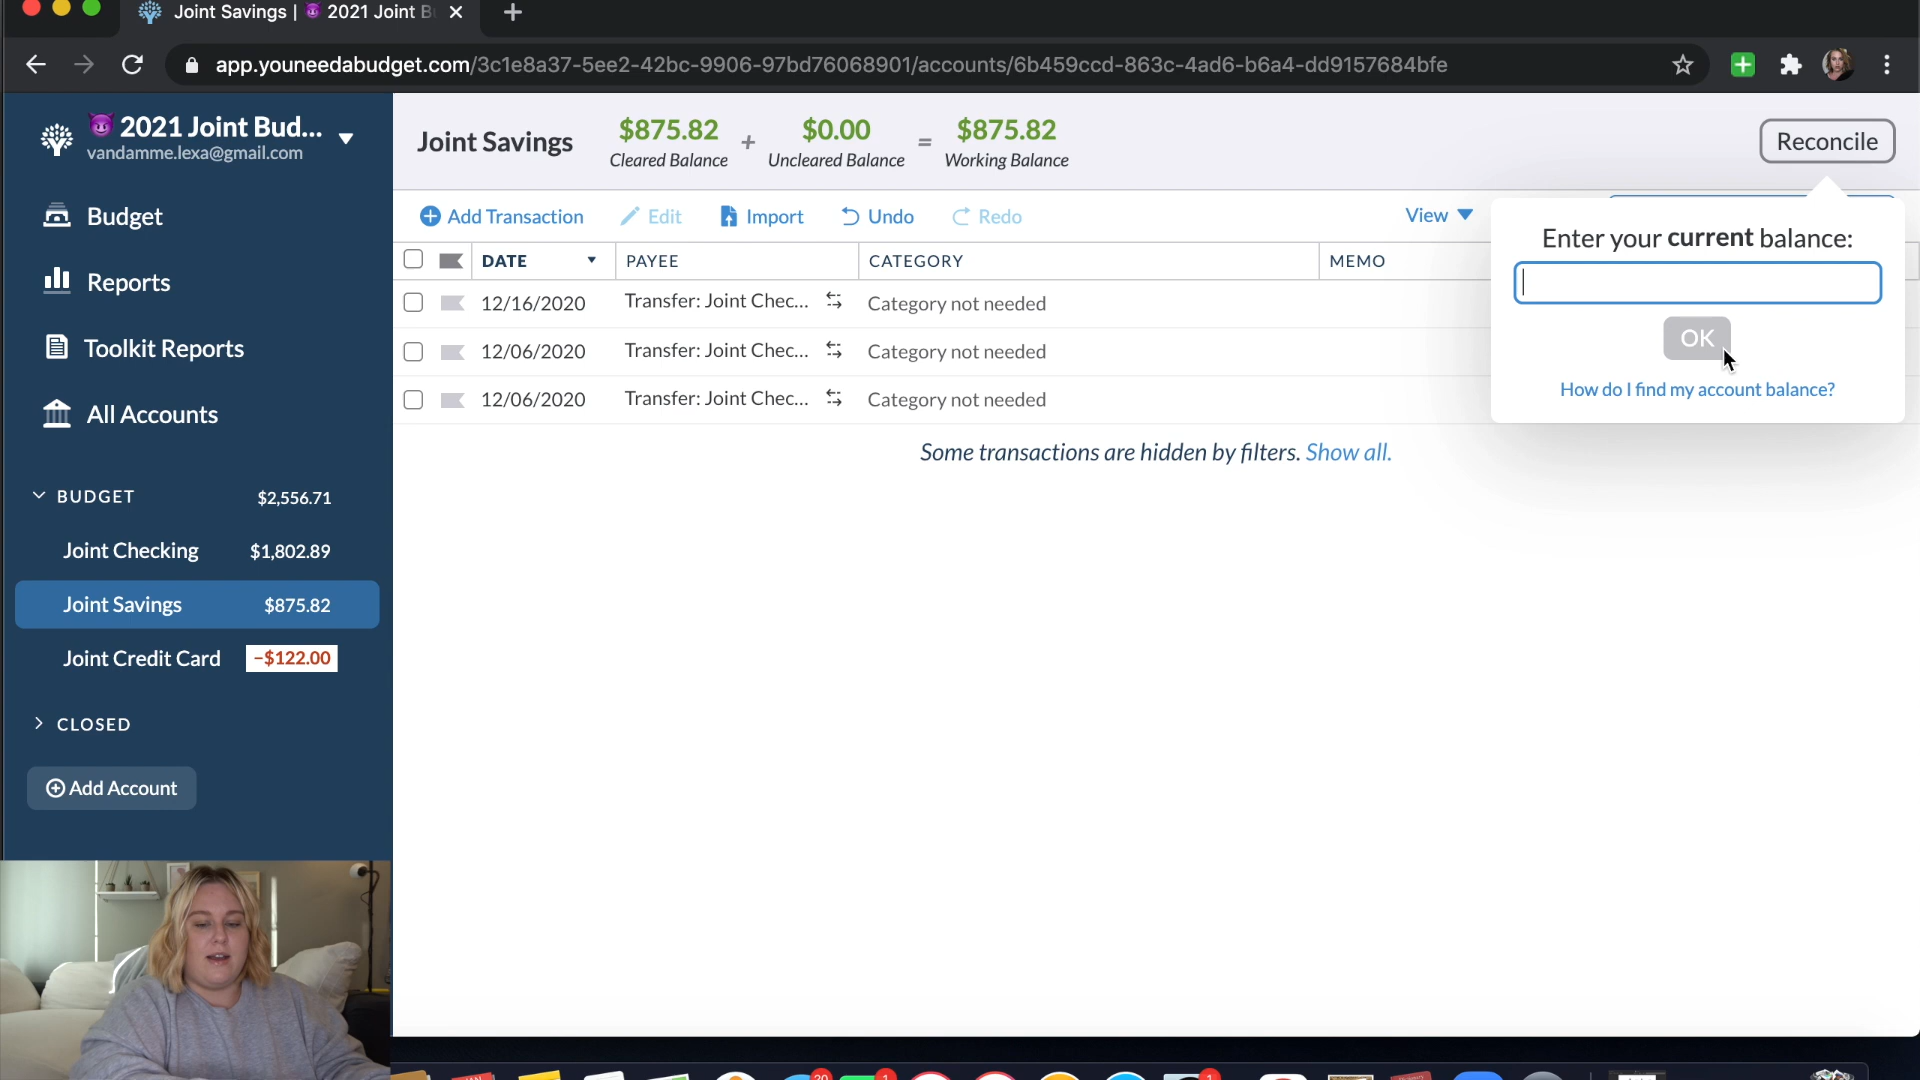 Joint Savings | 😈 2021 Joint B
app.youneedabudget.com/3c1e8a37-5ee2-42bc-9906-97bd76068901/accounts/6b459ccd-863c-4ad6-b6a4-dd9157684bfe
😈 2021 Joint Bud...
vandamme.lexa@gmail.com
Budget
Reports
Toolkit Reports
All Accounts
BUDGET $2,556.71
Joint Checking $1,802.89
Joint Savings $875.82
Joint Credit Card -$122.00
CLOSED
Add Account
Joint Savings
$875.82 + $0.00 = $875.82
Cleared Balance Uncleared Balance Working Balance
Reconcile
Add Transaction Edit Import Undo Redo View
DATE PAYEE CATEGORY MEMO
12/16/2020 Transfer: Joint Chec... Category not needed
12/06/2020 Transfer: Joint Chec... Category not needed
12/06/2020 Transfer: Joint Chec... Category not needed
Some transactions are hidden by filters. Show all.
Enter your current balance:
OK
How do I find my account balance?
20 1 1